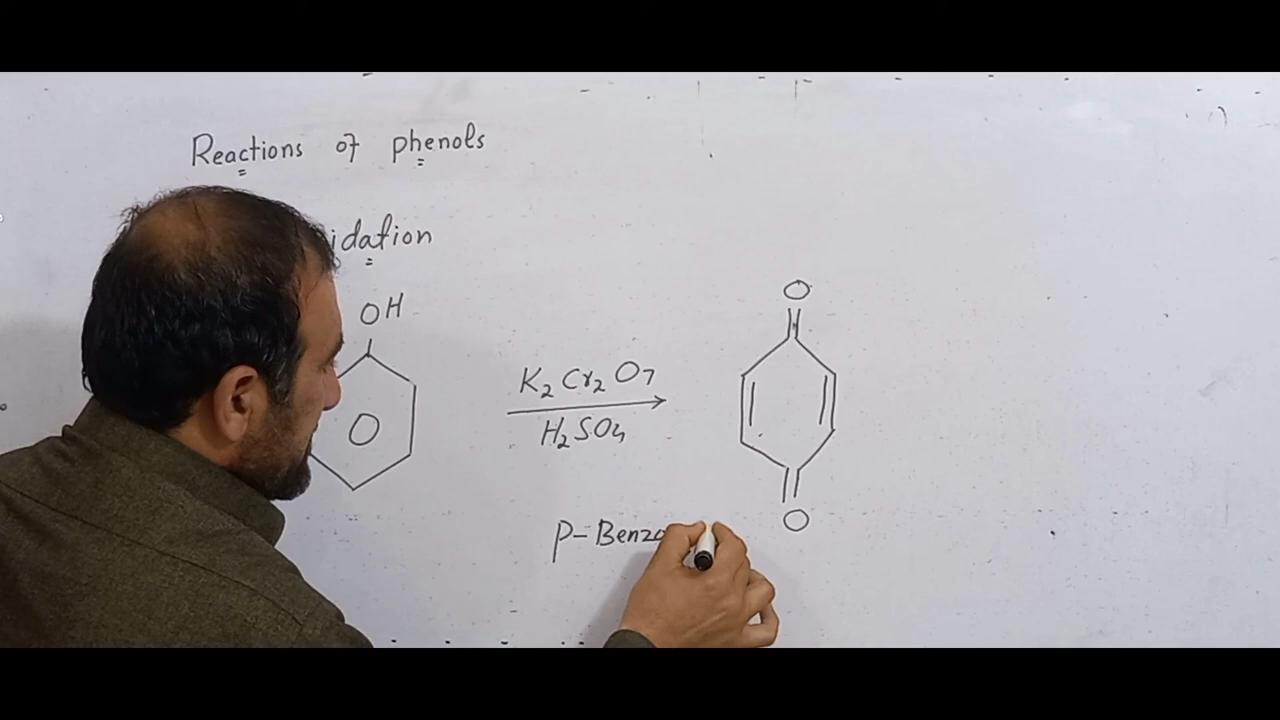 Reactions of phenols
idation
OH
K2Cr2O7
H2SO4
O
O
P-Benzo